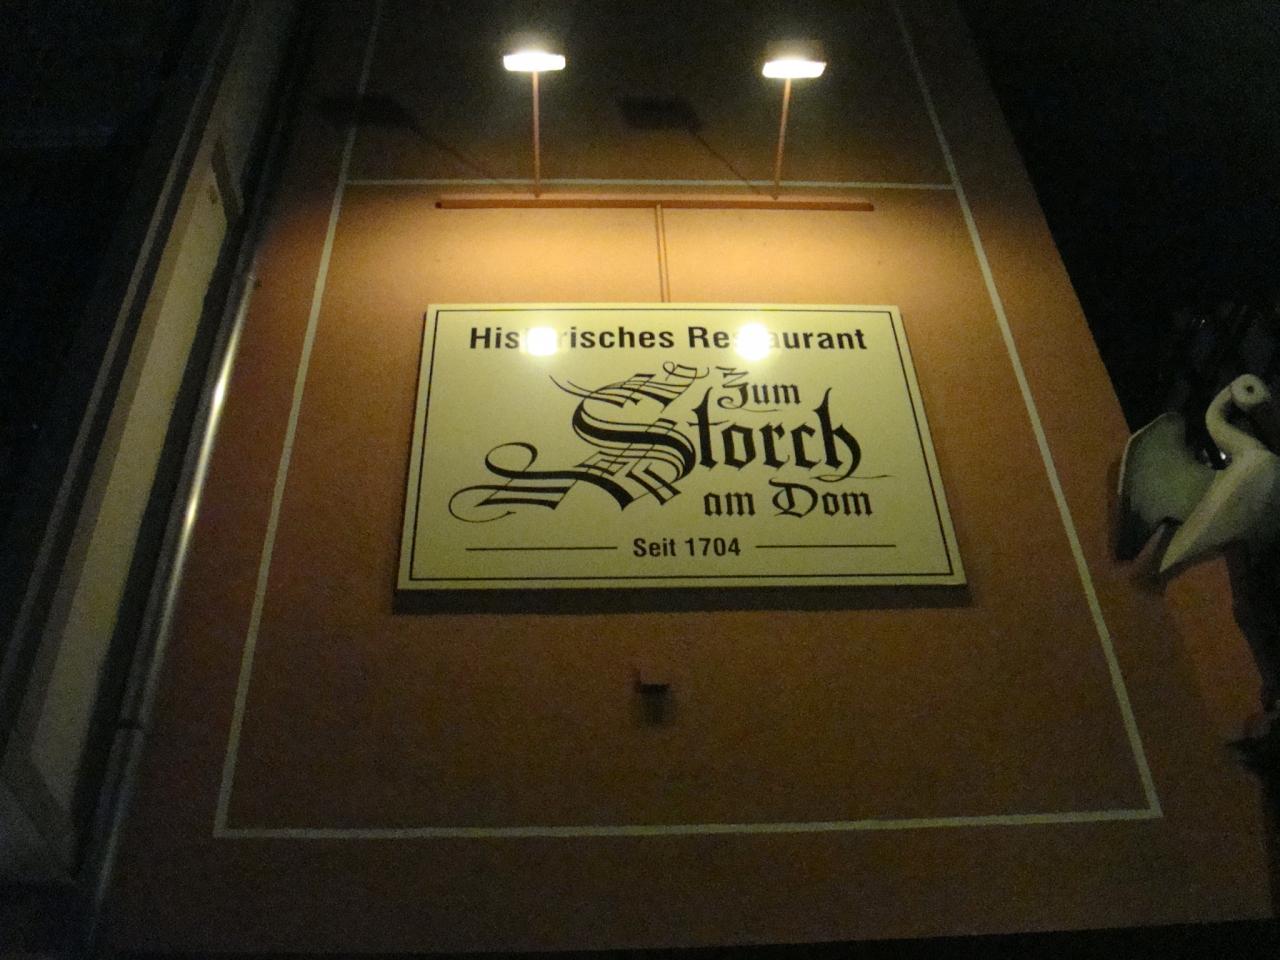 Historisches Restaurant
Zum
Storch
am Dom
Seit 1704